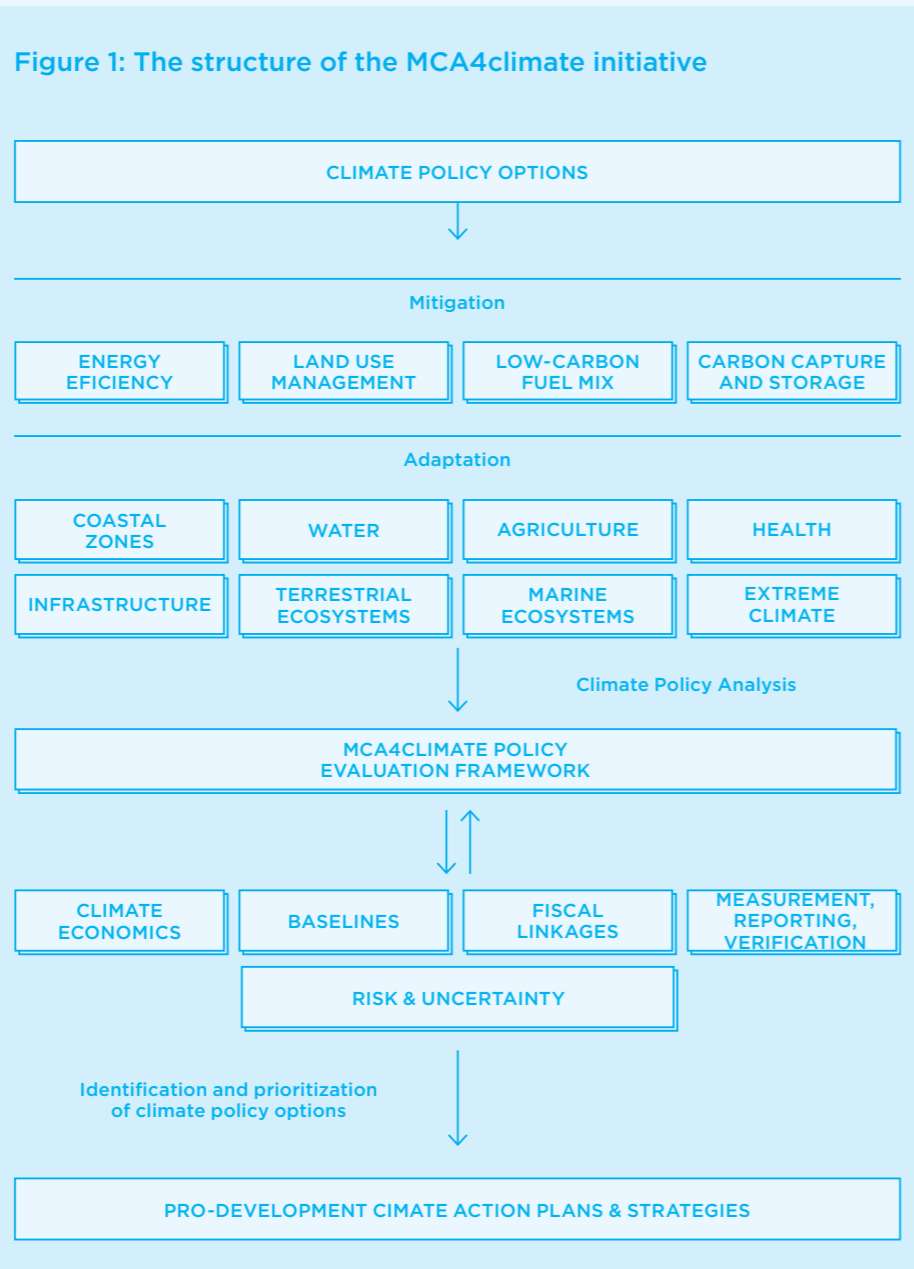 Figure 1: The structure of the MCA4climate initiative
CLIMATE POLICY OPTIONS
Mitigation
ENERGY
EFICIENCY
LAND USE
MANAGEMENT
LOW-CARBON
FUEL MIX
CARBON CAPTURE
AND STORAGE
Adaptation
COASTAL
ZONES
WATER
AGRICULTURE
HEALTH
INFRASTRUCTURE
TERRESTRIAL
ECOSYSTEMS
MARINE
ECOSYSTEMS
EXTREME
CLIMATE
Climate Policy Analysis
MCA4CLIMATE POLICY
EVALUATION FRAMEWORK
CLIMATE
ECONOMICS
BASELINES
FISCAL
LINKAGES
MEASUREMENT,
REPORTING,
VERIFICATION
RISK & UNCERTAINTY
Identification and prioritization
of climate policy options
PRO-DEVELOPMENT CIMATE ACTION PLANS & STRATEGIES